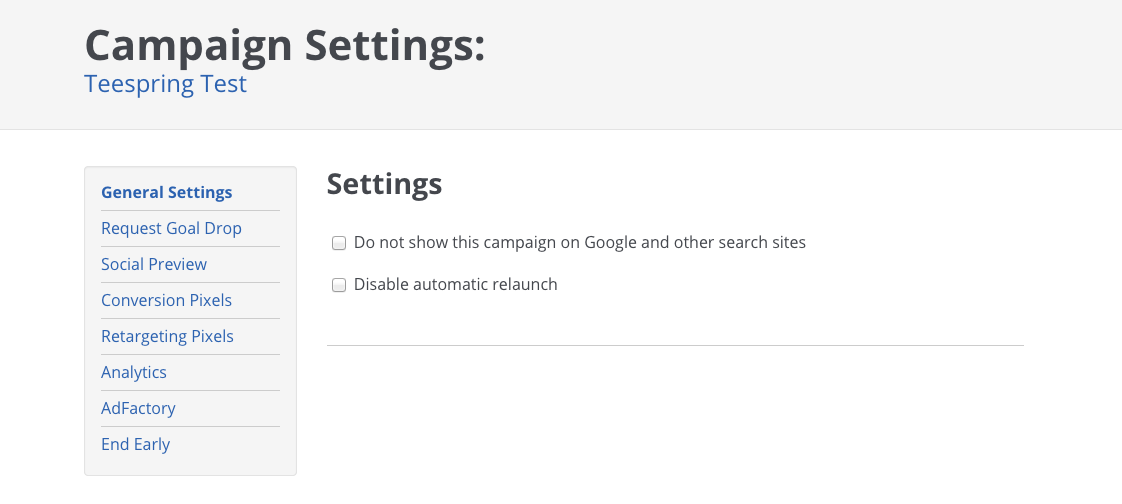 Campaign Settings:
Teespring Test
General Settings
Request Goal Drop
Social Preview
Conversion Pixels
Retargeting Pixels
Analytics
AdFactory
End Early
Settings
Do not show this campaign on Google and other search sites
Disable automatic relaunch